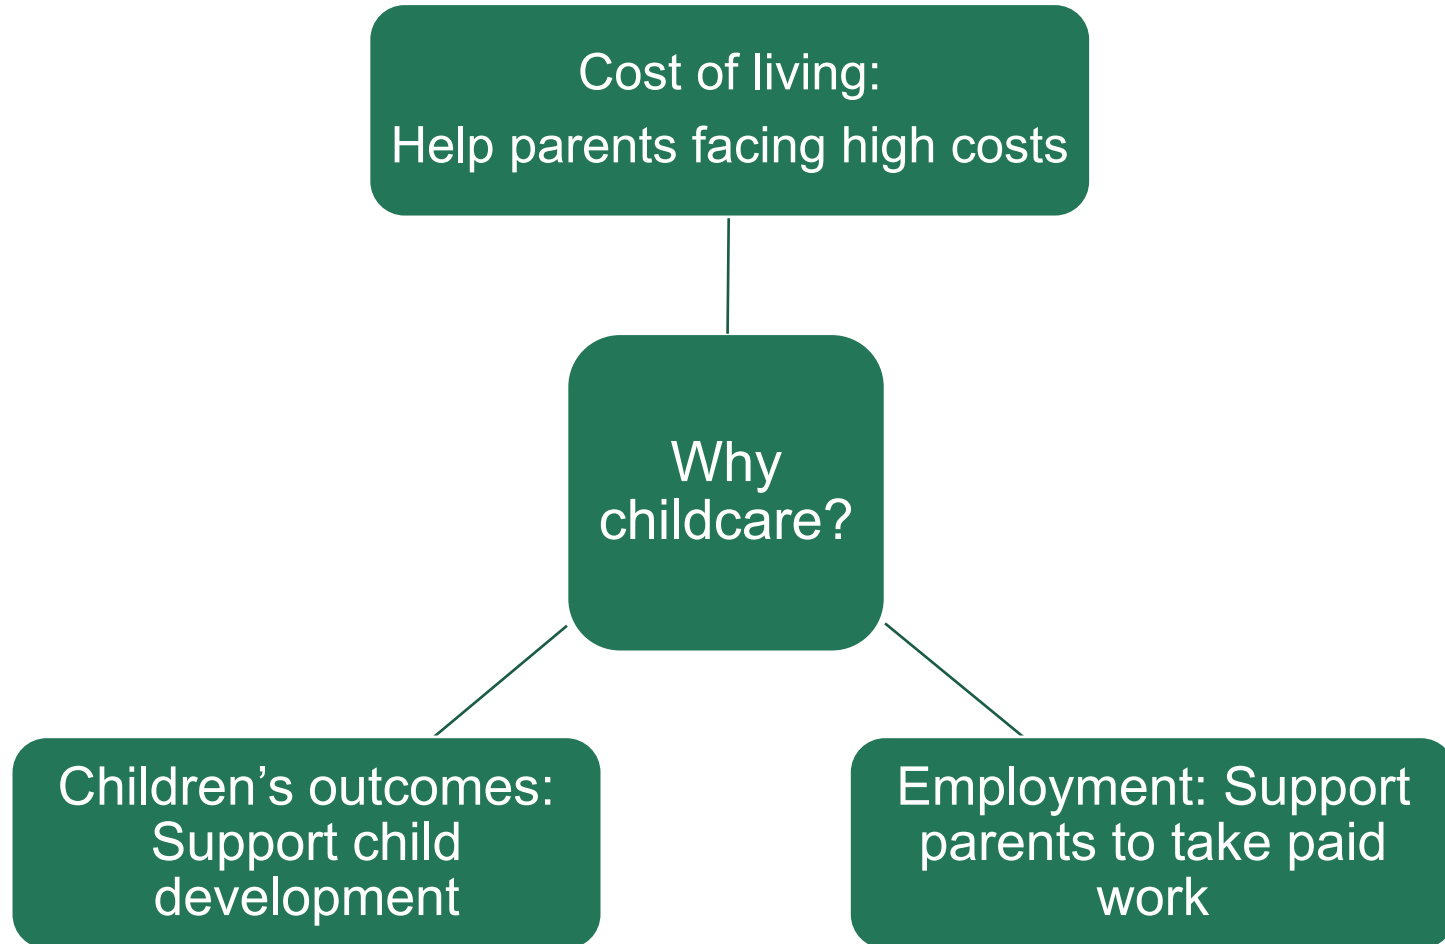 Cost of living:
Help parents facing high costs
Why
childcare?
Children’s outcomes:
Support child
development
Employment: Support
parents to take paid
work